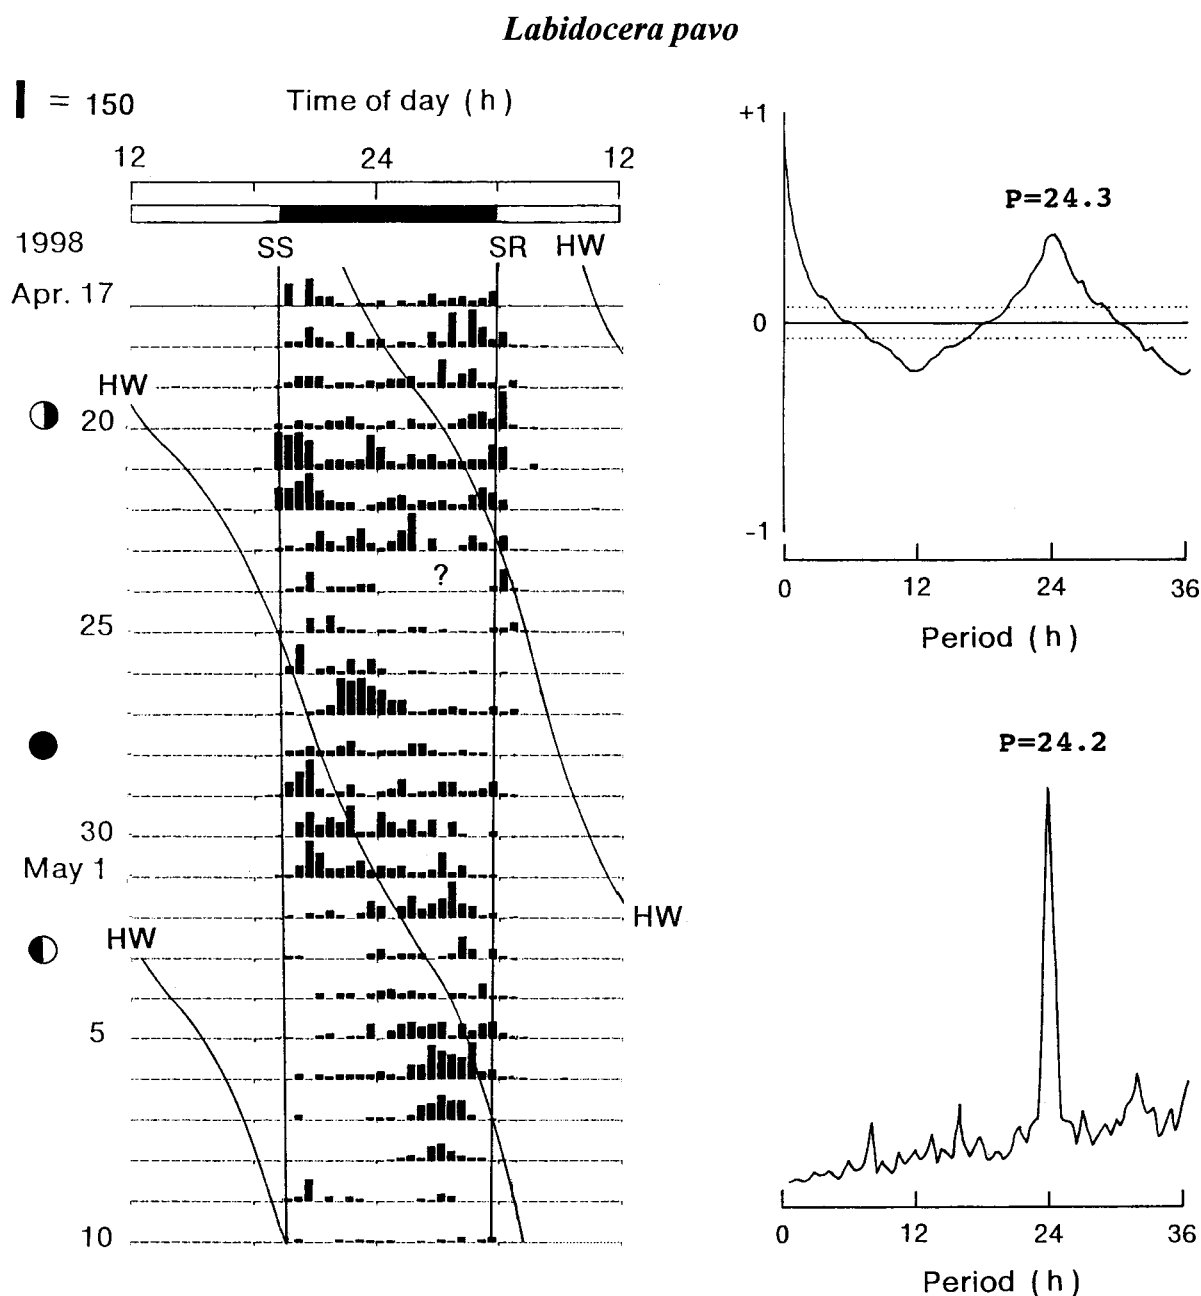 Labidocera pavo
= 150
Time of day (h)
12 24 12
1998
SS SR HW
Apr. 17
HW
20
?
25
30
May 1
HW
HW
5
10
+1
P=24.3
0
-1
0 12 24 36
Period (h)
P=24.2
0 12 24 36
Period (h)